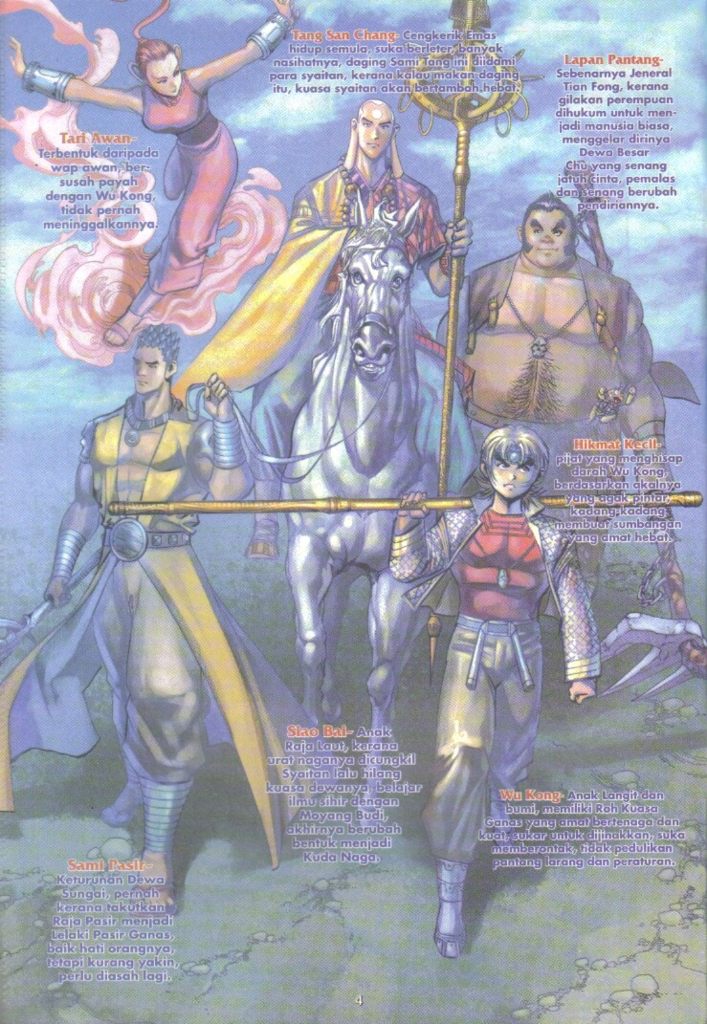 Tang San Chang- Cengkerik Emas
hidup semula, suka berleter, banyak
nasihatnya, daging Sami Tang ini diidami
para syaitan, kerana kalau makan daging
itu, kuasa syaitan akan bertambah hebat.
Lapan Pantang-
Sebenarnya Jeneral
Tian Fong, kerana
gilakan perempuan
dihukum untuk men-
jadi manusia biasa,
menggelar dirinya
Dewa Besar
Chu yang senang
jatuh cinta, pemalas
dan senang berubah
pendiriannya.
Tari Awan-
Terbentuk daripada
wap awan, ber-
susah payah
dengan Wu Kong,
tidak pernah
meninggalkannya.
Hikmat Kecil-
pijat yang menghisap
darah Wu Kong,
berdasarkan akalnya
yang agak pintar,
kadang kadang
membuat sumbangan
yang amat hebat.
Siao Bai- Anak
Raja Laut, karana
urat naganya dicungkil
Syaitan lalu hilang
kuasa dewanya, belajar
ilmu sihir dengan
Moyang Budi,
akhirnya berubah
bentuk menjadi
Kuda Naga.
Wu Kong- Anak Langit dan
bumi, memiliki Roh Kuasa
Ganas yang amat bertenaga dan
kuat, sukar untuk dijinakkan, suka
memberontak, tidak pedulikan
pantang larang dan peraturan.
Sami Pasir-
Keturunan Dewa
Sungai, pernah
kerana takutkan
Raja Pasir menjadi
Lelaki Pasir Ganas,
baik hati orangnya,
tetapi kurang yakin,
perlu diasah lagi.
4